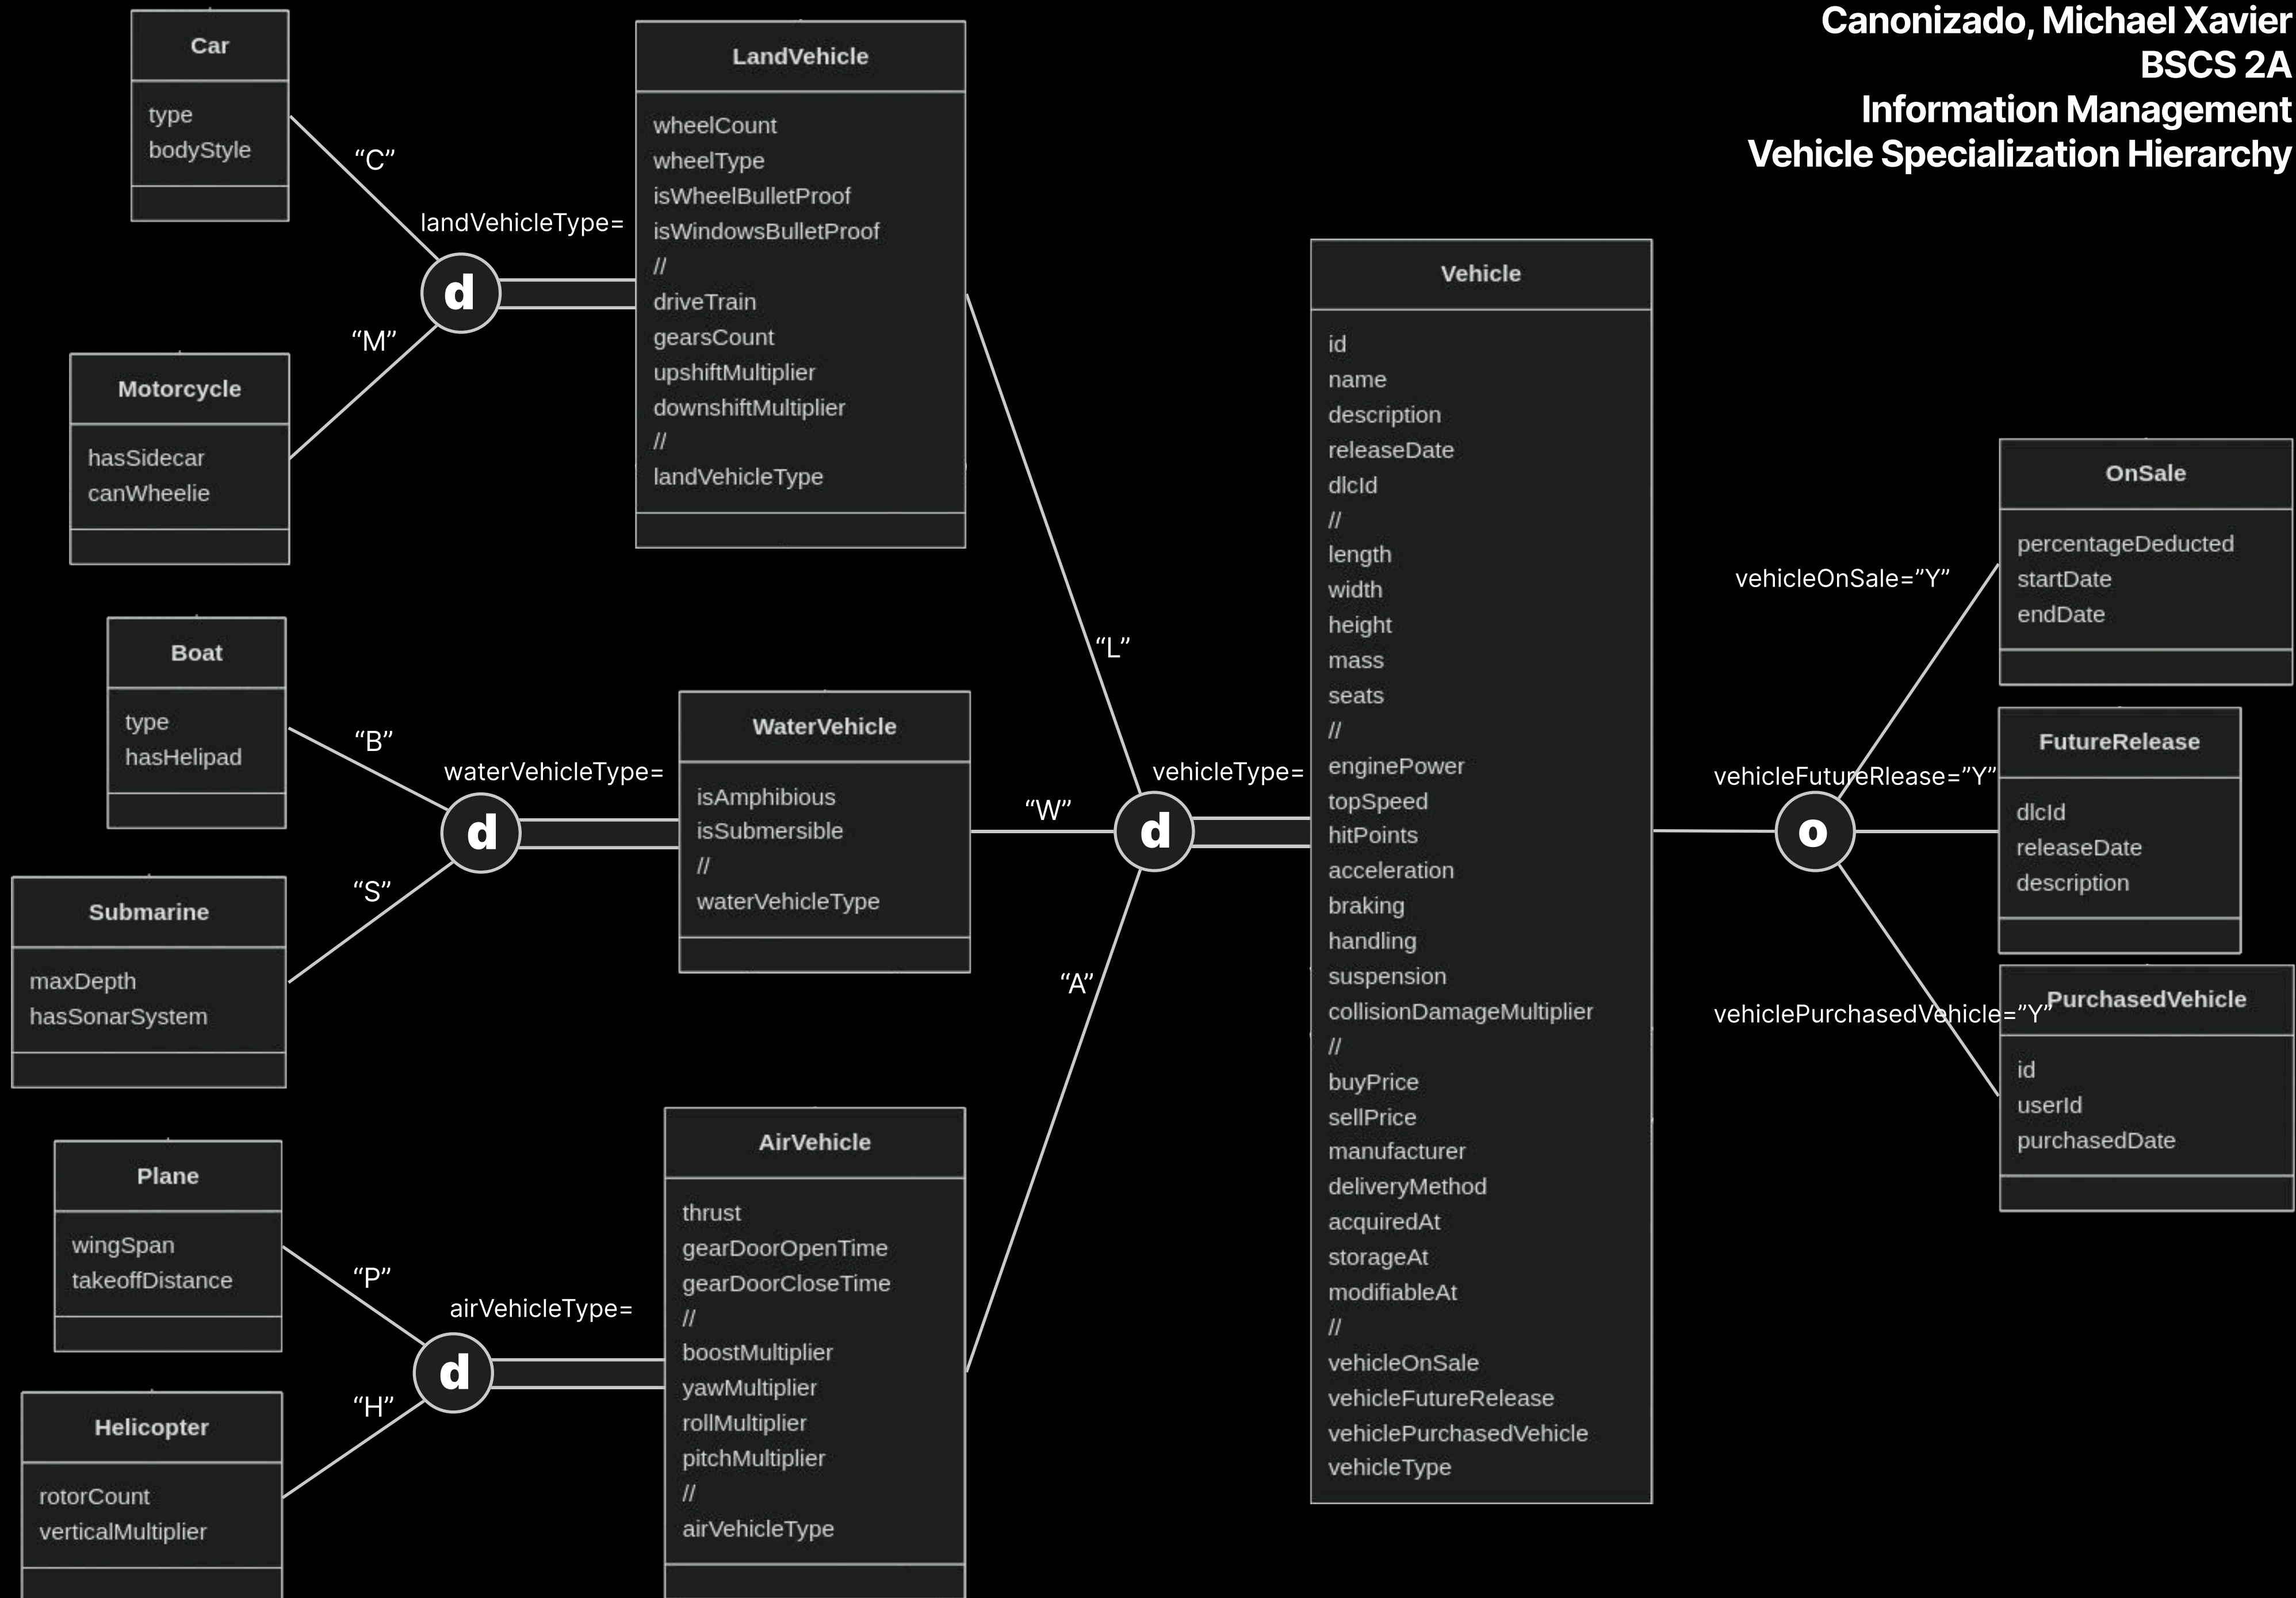 Canonizado, Michael Xavier
BSCS 2A
Information Management
Vehicle Specialization Hierarchy
Car
type
bodyStyle
“C”
landVehicleType=
d
“M”
Motorcycle
hasSidecar
canWheelie
LandVehicle
wheelCount
wheelType
isWheelBulletProof
isWindowsBulletProof
//
driveTrain
gearsCount
upshiftMultiplier
downshiftMultiplier
//
landVehicleType
“L”
Boat
type
hasHelipad
“B”
waterVehicleType=
d
“S”
Submarine
maxDepth
hasSonarSystem
WaterVehicle
isAmphibious
isSubmersible
//
waterVehicleType
“W”
vehicleType=
d
“A”
Plane
wingSpan
takeoffDistance
“P”
airVehicleType=
d
“H”
Helicopter
rotorCount
verticalMultiplier
AirVehicle
thrust
gearDoorOpenTime
gearDoorCloseTime
//
boostMultiplier
yawMultiplier
rollMultiplier
pitchMultiplier
//
airVehicleType
Vehicle
id
name
description
releaseDate
dlcId
//
length
width
height
mass
seats
//
enginePower
topSpeed
hitPoints
acceleration
braking
handling
suspension
collisionDamageMultiplier
//
buyPrice
sellPrice
manufacturer
deliveryMethod
acquiredAt
storageAt
modifiableAt
//
vehicleOnSale
vehicleFutureRelease
vehiclePurchasedVehicle
vehicleType
vehicleOnSale=”Y”
vehicleFutureRlease=”Y”
o
vehiclePurchasedVehicle=”Y”
OnSale
percentageDeducted
startDate
endDate
FutureRelease
dlcId
releaseDate
description
PurchasedVehicle
id
userId
purchasedDate